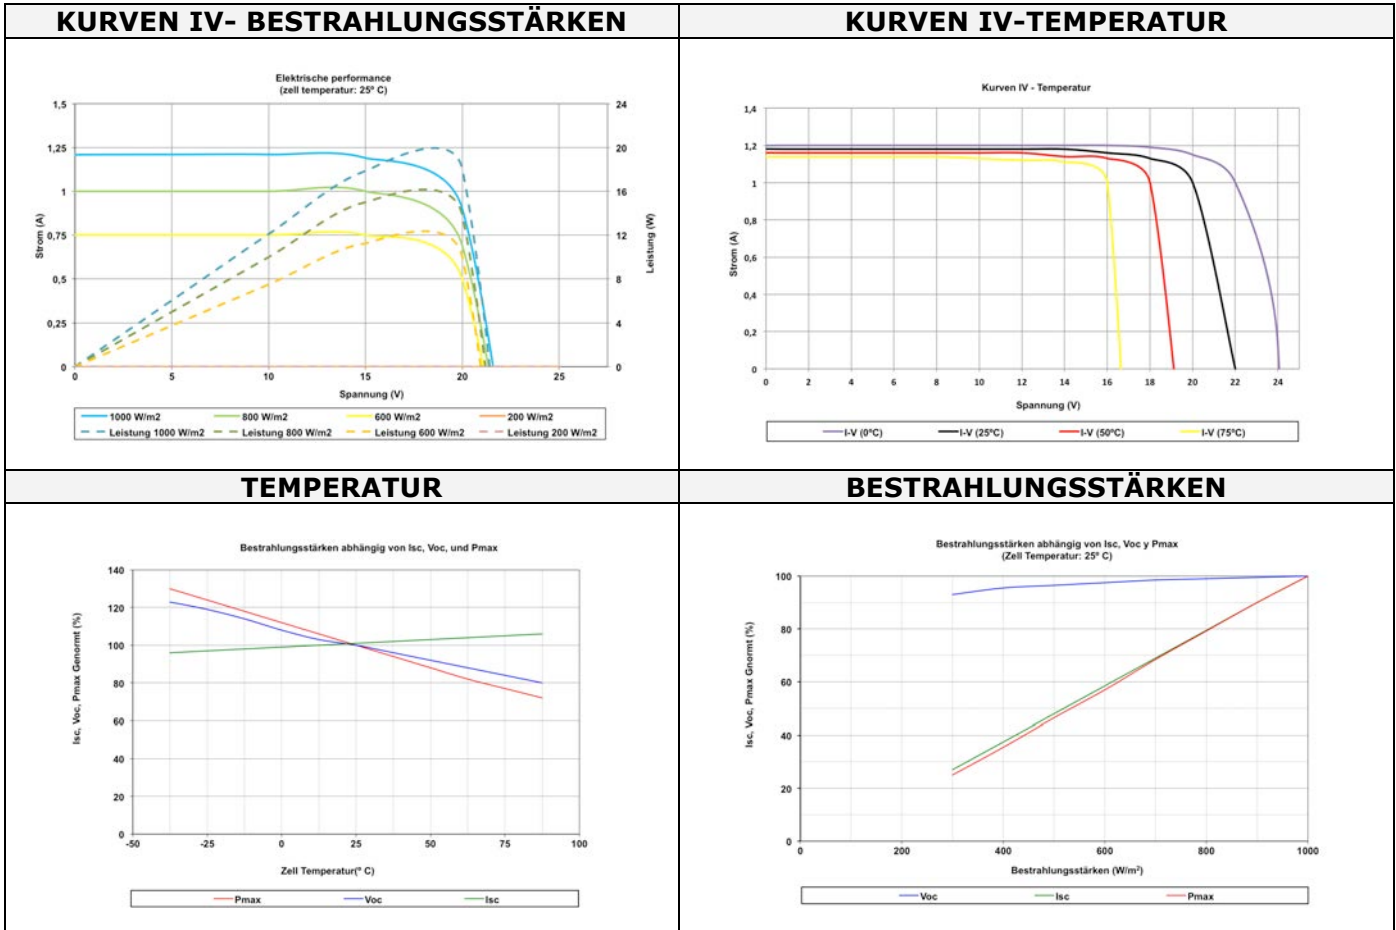 KURVEN IV- BESTRAHLUNGSSTÄRKEN
KURVEN IV-TEMPERATUR
Elektrische performance
(zell temperatur: 25º C)
1,5
1,25
1
0,75
0,5
0,25
0
Strom (A)
24
20
16
12
8
4
0
Leistung (W)
0 5 10 15 20 25
Spannung (V)
1000 W/m2 800 W/m2 600 W/m2 200 W/m2
Leistung 1000 W/m2 Leistung 800 W/m2 Leistung 600 W/m2 Leistung 200 W/m2
Kurven IV - Temperatur
1,4
1,2
1
0,8
0,6
0,4
0,2
0
Strom (A)
0 2 4 6 8 10 12 14 16 18 20 22 24
Spannung (V)
I-V (0ºC) I-V (25ºC) I-V (50ºC) I-V (75ºC)
TEMPERATUR
BESTRAHLUNGSSTÄRKEN
Bestrahlungsstärken abhängig von Isc, Voc, und Pmax
140
120
100
80
60
40
20
0
Isc, Voc, Pmax Genormt (%)
-50 -25 0 25 50 75 100
Zell Temperatur(º C)
Pmax Voc Isc
Bestrahlungsstärken abhängig von Isc, Voc y Pmax
(Zell Temperatur: 25º C)
100
80
60
40
20
0
Isc, Voc, Pmax Gnormt (%)
0 200 400 600 800 1000
Bestrahlungsstärken (W/m²)
Voc Isc Pmax